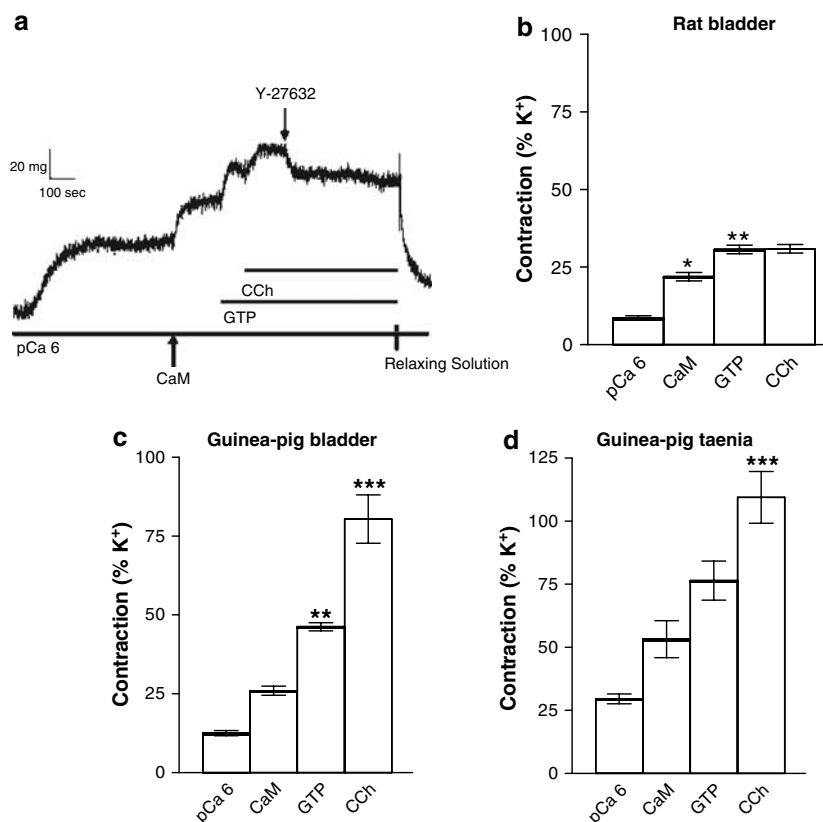 a
Y-27632
20 mg
100 sec
CCh
GTP
pCa 6
CaM
Relaxing Solution
b
Rat bladder
Contraction (% K⁺)
100
75
50
25
0
*
**
pCa 6
CaM
GTP
CCh
c
Guinea-pig bladder
Contraction (% K⁺)
100
75
50
25
0
**
***
pCa 6
CaM
GTP
CCh
d
Guinea-pig taenia
Contraction (% K⁺)
125
100
75
50
25
0
***
pCa 6
CaM
GTP
CCh